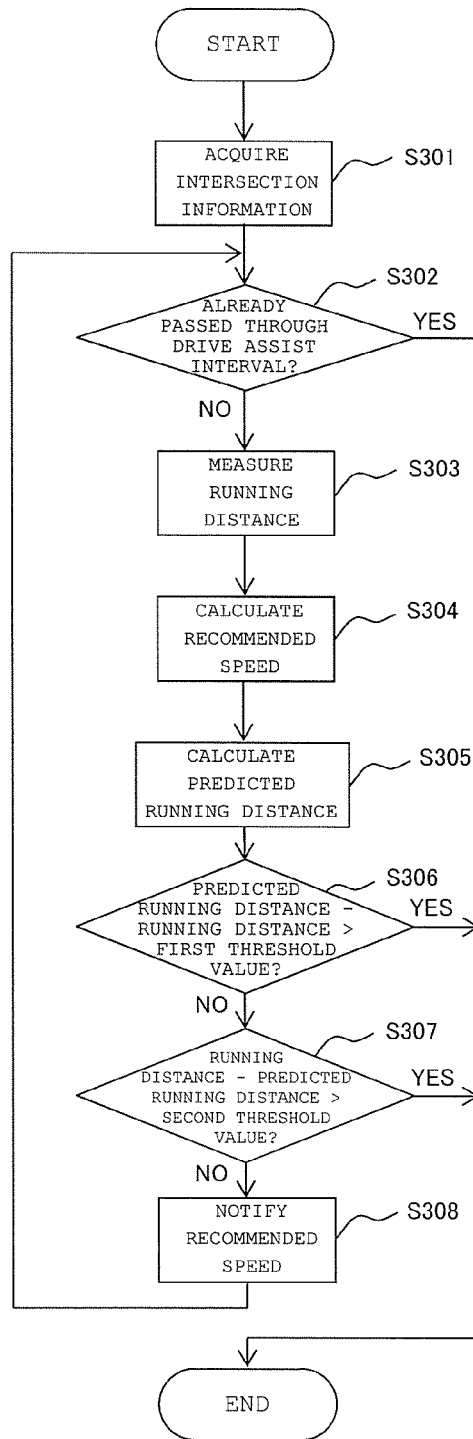 START
ACQUIRE
INTERSECTION
INFORMATION
S301
ALREADY
PASSED THROUGH
DRIVE ASSIST
INTERVAL?
S302
YES
NO
MEASURE
RUNNING
DISTANCE
S303
CALCULATE
RECOMMENDED
SPEED
S304
CALCULATE
PREDICTED
RUNNING DISTANCE
S305
PREDICTED
RUNNING DISTANCE -
RUNNING DISTANCE >
FIRST THRESHOLD
VALUE?
S306
YES
NO
RUNNING
DISTANCE - PREDICTED
RUNNING DISTANCE >
SECOND THRESHOLD
VALUE?
S307
YES
NO
NOTIFY
RECOMMENDED
SPEED
S308
END